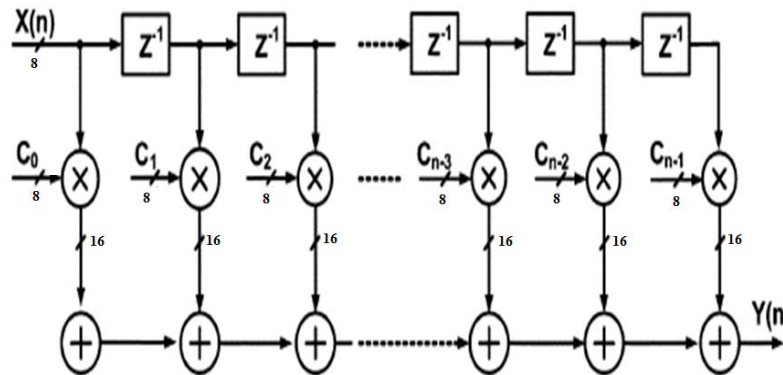 X(n)
8
Z⁻¹ Z⁻¹ Z⁻¹ Z⁻¹ Z⁻¹
C₀ C₁ C₂ Cₙ₋₃ Cₙ₋₂ Cₙ₋₁
× × × × × ×
8 8 8 8 8 8
16 16 16 16 16 16
+ + + + + +
Y(n